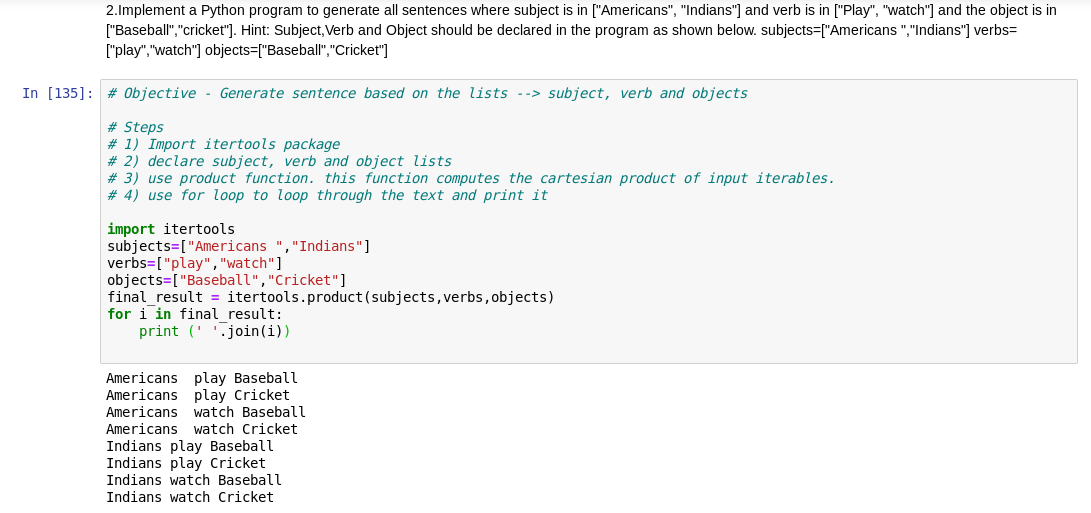 2.Implement a Python program to generate all sentences where subject is in ["Americans", "Indians"] and verb is in ["Play", "watch"] and the object is in
["Baseball","cricket"]. Hint: Subject,Verb and Object should be declared in the program as shown below. subjects=["Americans ","Indians"] verbs=
["play","watch"] objects=["Baseball","Cricket"]
In [135]:
# Objective - Generate sentence based on the lists --> subject, verb and objects
# Steps
# 1) Import itertools package
# 2) declare subject, verb and object lists
# 3) use product function. this function computes the cartesian product of input iterables.
# 4) use for loop to loop through the text and print it
import itertools
subjects=["Americans ","Indians"]
verbs=["play","watch"]
objects=["Baseball","Cricket"]
final_result = itertools.product(subjects,verbs,objects)
for i in final_result:
    print (' '.join(i))
Americans  play Baseball
Americans  play Cricket
Americans  watch Baseball
Americans  watch Cricket
Indians play Baseball
Indians play Cricket
Indians watch Baseball
Indians watch Cricket